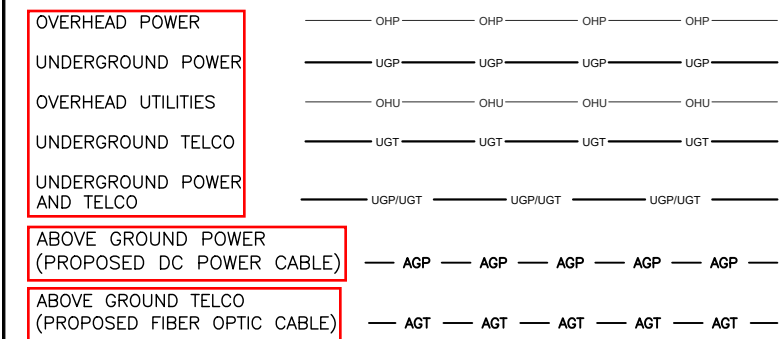 OVERHEAD POWER OHP OHP OHP OHP
UNDERGROUND POWER UGP UGP UGP UGP
OVERHEAD UTILITIES OHU OHU OHU OHU
UNDERGROUND TELCO UGT UGT UGT UGT
UNDERGROUND POWER
AND TELCO UGP/UGT UGP/UGT UGP/UGT
ABOVE GROUND POWER
(PROPOSED DC POWER CABLE) AGP AGP AGP AGP AGP
ABOVE GROUND TELCO
(PROPOSED FIBER OPTIC CABLE) AGT AGT AGT AGT AGT